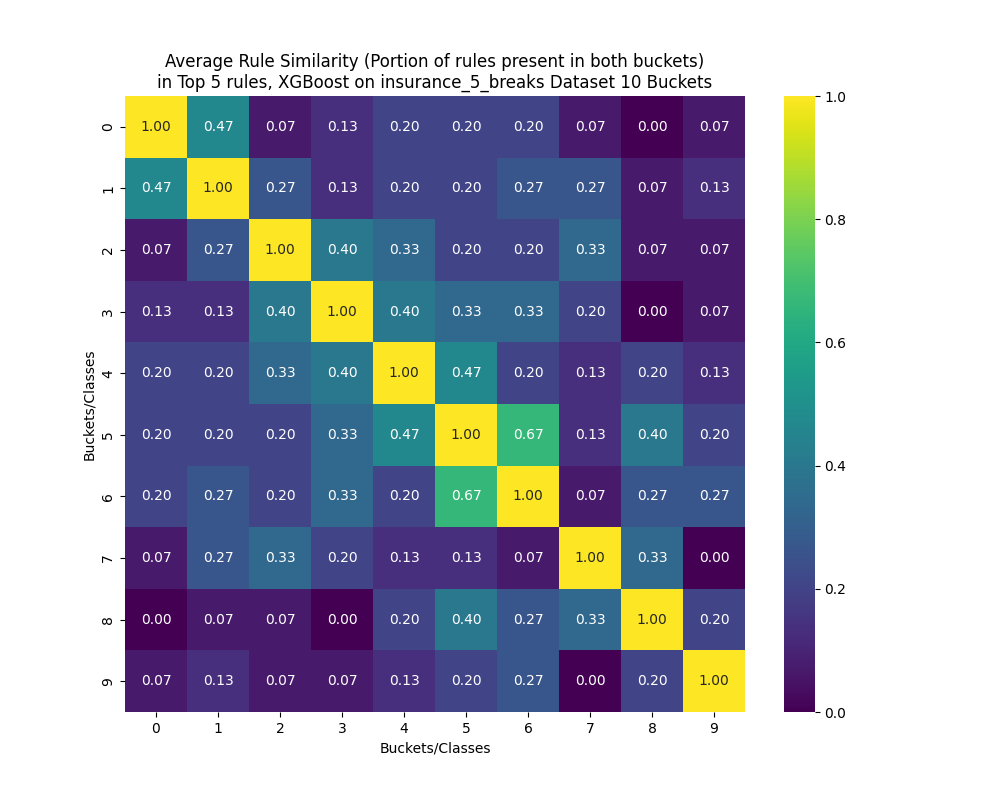 Average Rule Similarity (Portion of rules present in both buckets)
in Top 5 rules, XGBoost on insurance_5_breaks Dataset 10 Buckets
0 1.00 0.47 0.07 0.13 0.20 0.20 0.20 0.07 0.00 0.07
1 0.47 1.00 0.27 0.13 0.20 0.20 0.27 0.27 0.07 0.13
2 0.07 0.27 1.00 0.40 0.33 0.20 0.20 0.33 0.07 0.07
3 0.13 0.13 0.40 1.00 0.40 0.33 0.33 0.20 0.00 0.07
4 0.20 0.20 0.33 0.40 1.00 0.47 0.20 0.13 0.20 0.13
5 0.20 0.20 0.20 0.33 0.47 1.00 0.67 0.13 0.40 0.20
6 0.20 0.27 0.20 0.33 0.20 0.67 1.00 0.07 0.27 0.27
7 0.07 0.27 0.33 0.20 0.13 0.13 0.07 1.00 0.33 0.00
8 0.00 0.07 0.07 0.00 0.20 0.40 0.27 0.33 1.00 0.20
9 0.07 0.13 0.07 0.07 0.13 0.20 0.27 0.00 0.20 1.00
0 1 2 3 4 5 6 7 8 9
Buckets/Classes
Buckets/Classes
1.0
0.8
0.6
0.4
0.2
0.0